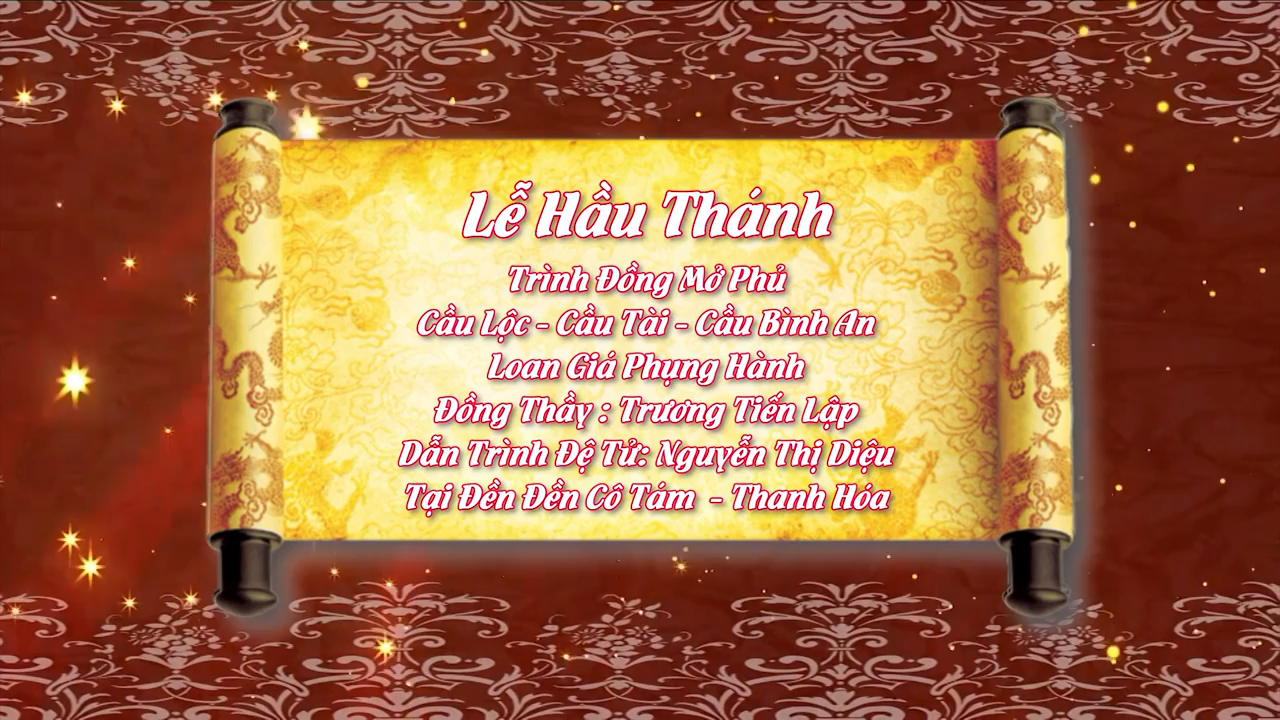 Lễ Hầu Thánh
Trình Đồng Mở Phủ
Cầu Lộc - Cầu Tài - Cầu Bình An
Loan Giá Phụng Hành
Đồng Thầy : Trương Tiến Lập
Dẫn Trình Đệ Tử: Nguyễn Thị Diệu
Tại Đền Đền Cô Tám - Thanh Hóa